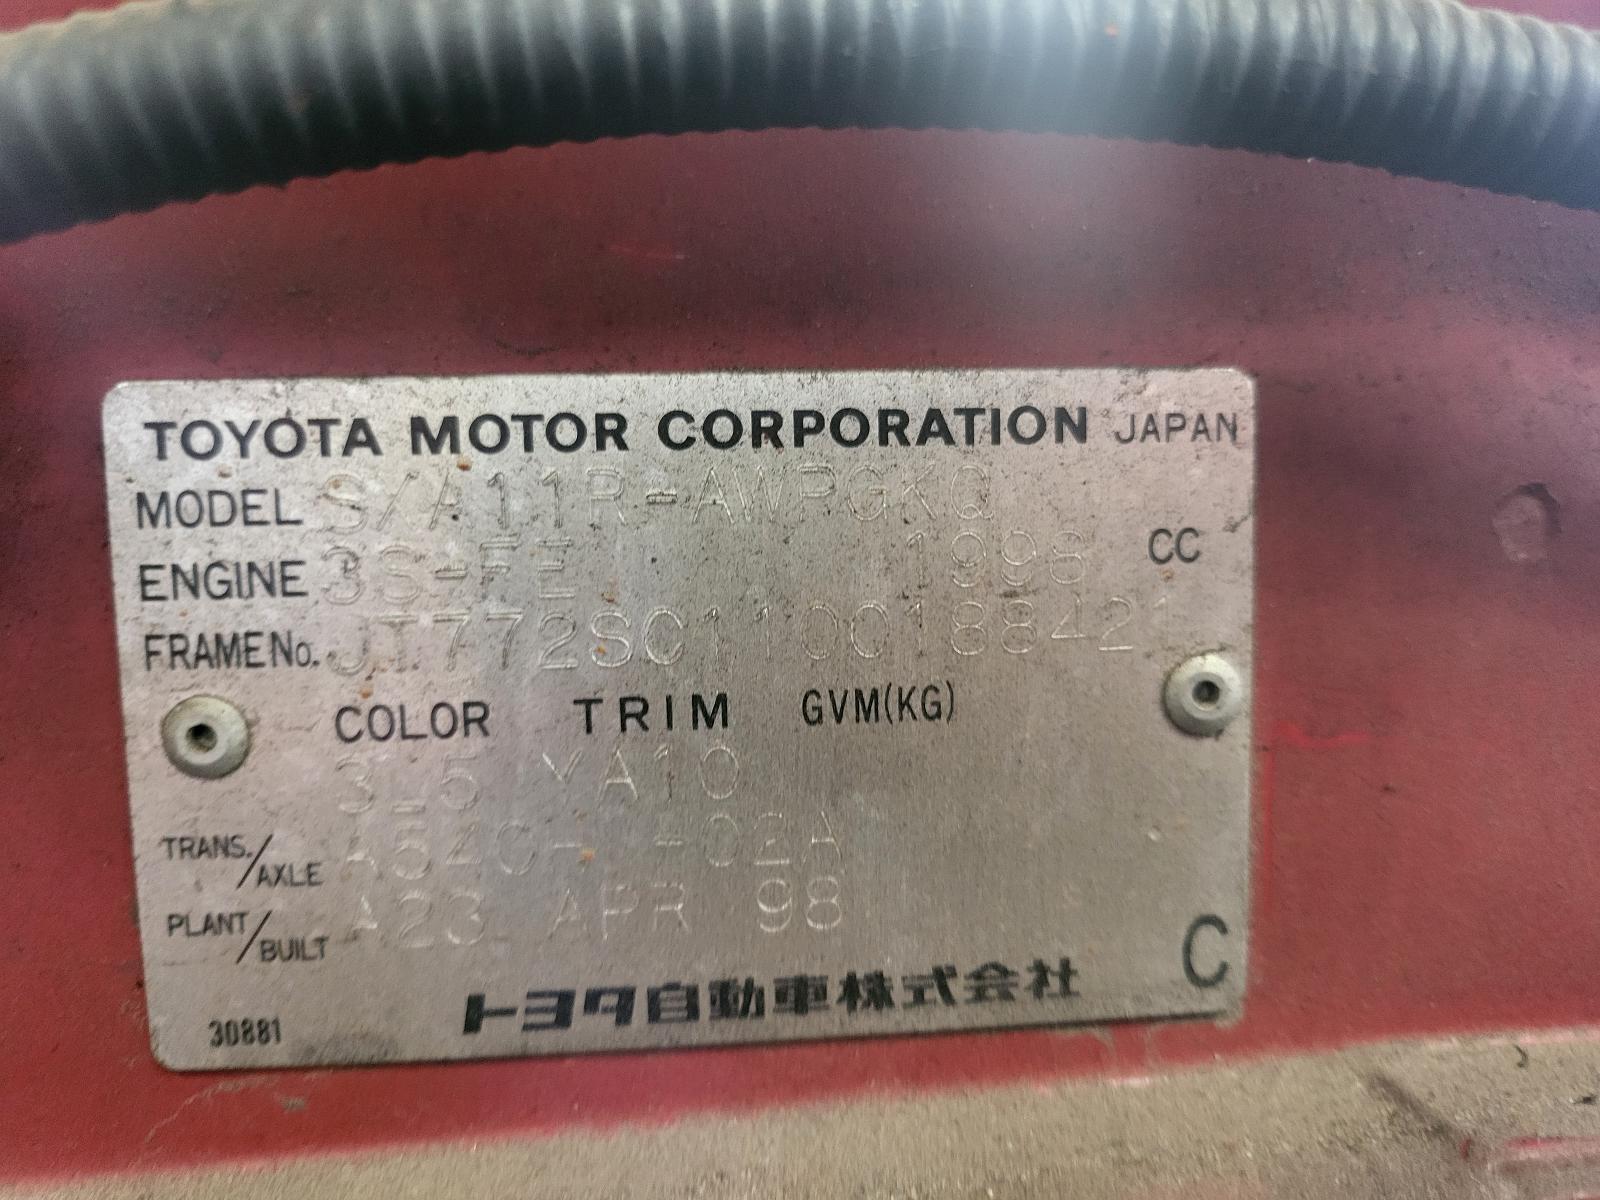 TOYOTA MOTOR CORPORATION JAPAN
MODEL SXA11R-AWPGKQ
ENGINE 3S-FE 1998 CC
FRAME No. JT772SC1100188421
COLOR TRIM GVM(KG)
3L5 YA10
TRANS./AXLE 02A
PLANT/BUILT A23 APR 98
C
トヨタ自動車株式会社
30881